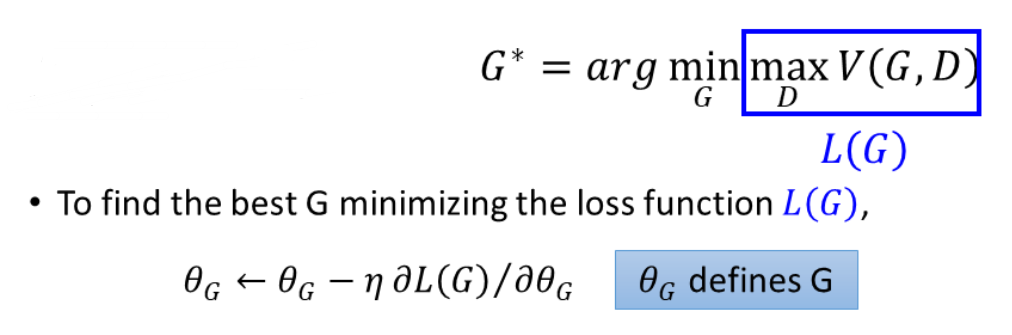 G* = arg min_G max_D V(G, D)
L(G)
• To find the best G minimizing the loss function L(G),
θ_G ← θ_G − η ∂L(G)/∂θ_G
θ_G defines G